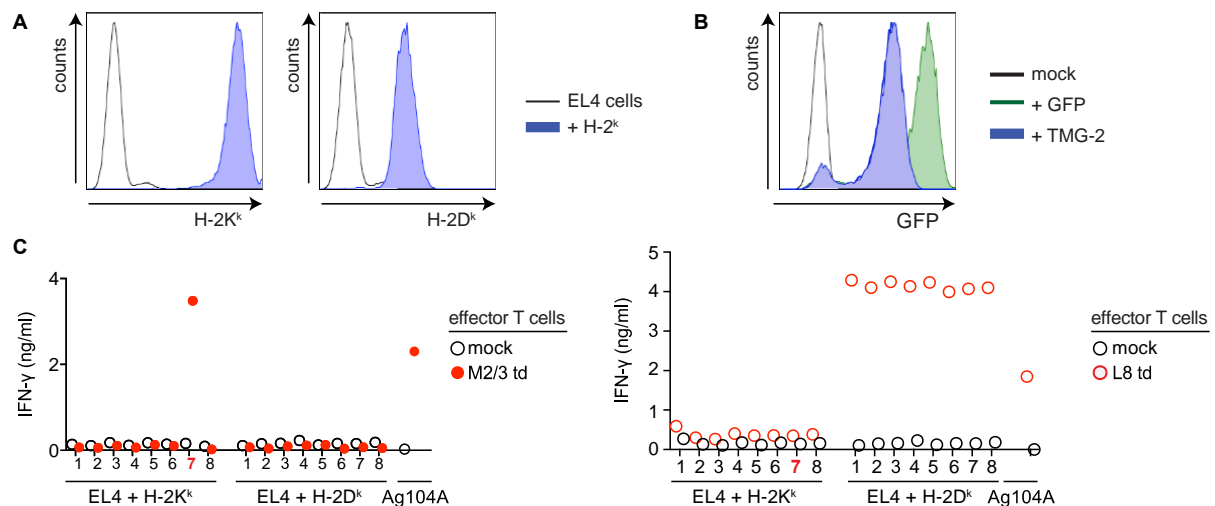 A
counts
H-2Kᵏ
counts
H-2Dᵏ
EL4 cells
+ H-2ᵏ
B
counts
GFP
mock
+ GFP
+ TMG-2
C
IFN-γ (ng/ml)
4
2
0
1 2 3 4 5 6 7 8
1 2 3 4 5 6 7 8
EL4 + H-2Kᵏ
EL4 + H-2Dᵏ
Ag104A
effector T cells
mock
M2/3 td
IFN-γ (ng/ml)
5
4
3
2
1
0
1 2 3 4 5 6 7 8
1 2 3 4 5 6 7 8
EL4 + H-2Kᵏ
EL4 + H-2Dᵏ
Ag104A
effector T cells
mock
L8 td